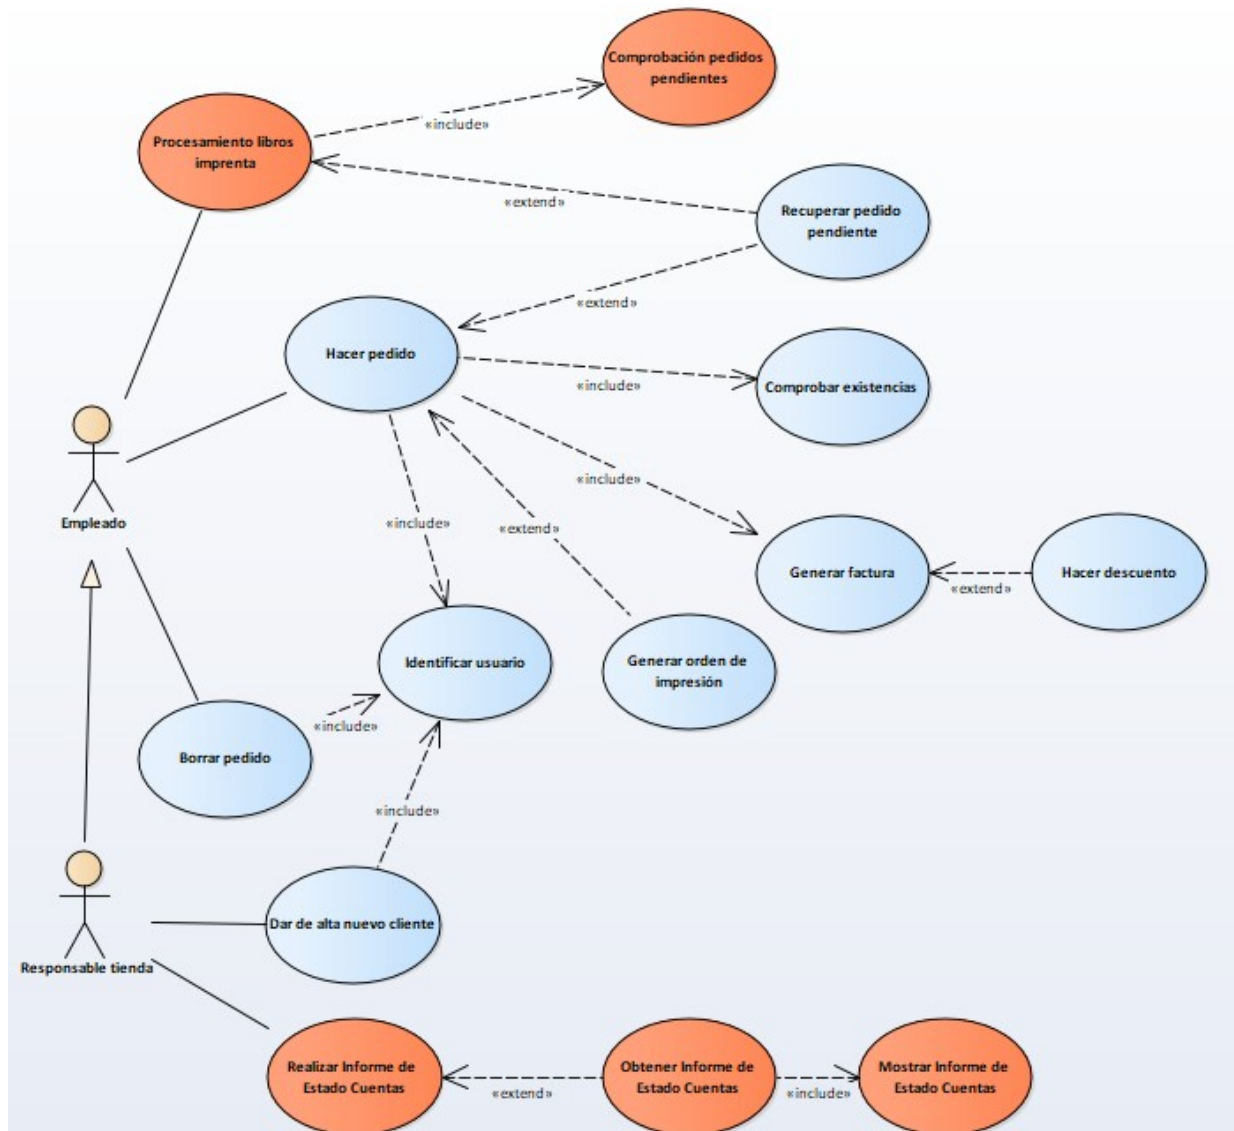 Comprobación pedidos
pendientes
«include»
Procesamiento libros
imprenta
«extend»
Recuperar pedido
pendiente
«extend»
Hacer pedido
«include»
Comprobar existencias
«include»
Empleado
«include»
«extend»
Generar factura
«extend»
Hacer descuento
Identificar usuario
Generar orden de
impresión
«include»
Borrar pedido
«include»
Dar de alta nuevo cliente
Responsable tienda
Realizar Informe de
Estado Cuentas
«extend»
Obtener Informe de
Estado Cuentas
«include»
Mostrar Informe de
Estado Cuentas